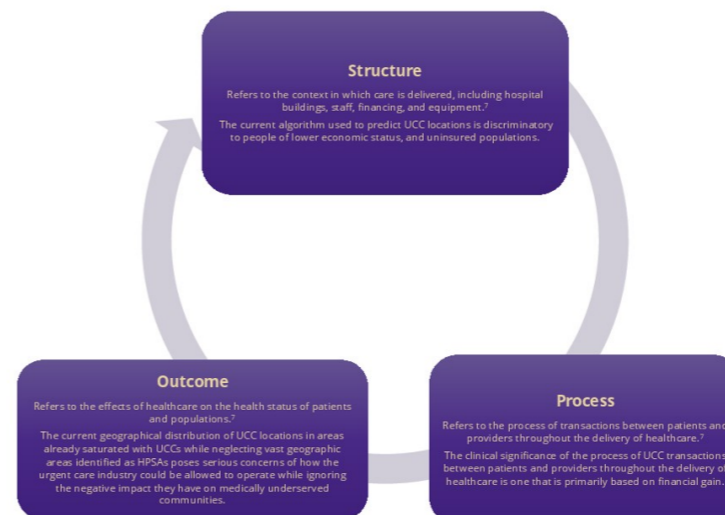 Structure
Refers to the context in which care is delivered, including hospital
buildings, staff, financing, and equipment.⁷
The current algorithm used to predict UCC locations is discriminatory
to people of lower economic status, and uninsured populations.
Outcome
Refers to the effects of healthcare on the health status of patients
and populations.⁷
The current geographical distribution of UCC locations in areas
already saturated with UCCs while neglecting vast geographic
areas identified as HPSAs poses serious concerns of how the
urgent care industry could be allowed to operate while ignoring
the negative impact they have on medically underserved
communities.
Process
Refers to the process of transactions between patients and
providers throughout the delivery of healthcare.⁷
The clinical significance of the process of UCC transactions
between patients and providers throughout the delivery of
healthcare is one that is primarily based on financial gain.